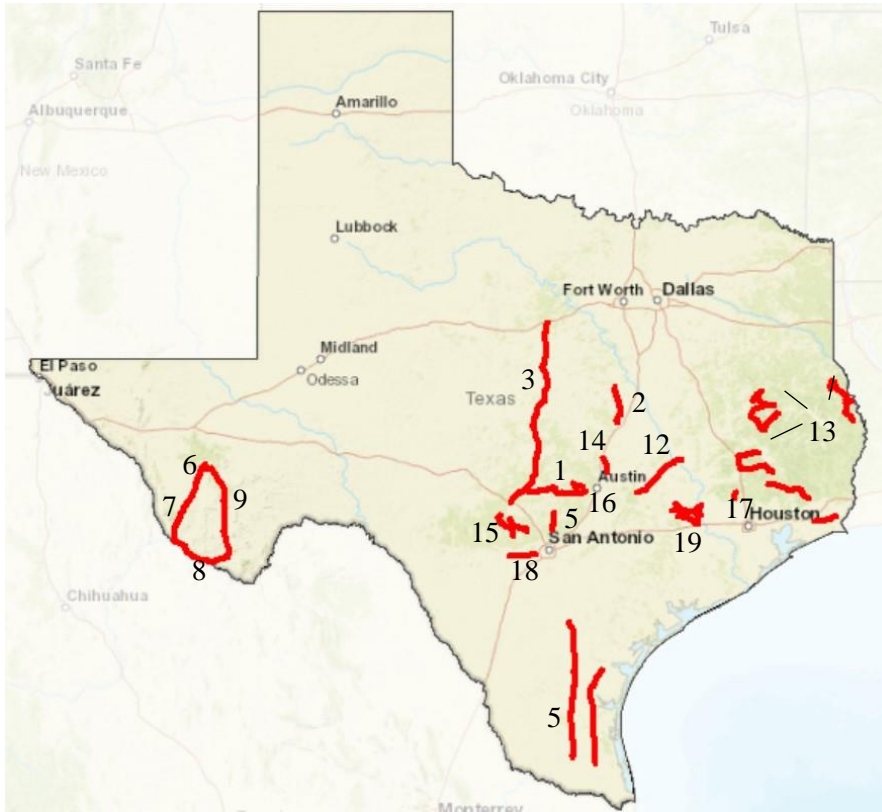 Tulsa
Santa Fe
Oklahoma City
Amarillo
Albuquerque
Oklahoma
New Mexico
Lubbock
Fort Worth
Dallas
Midland
El Paso
Odessa
Juárez
3
Texas
2
13
14
12
6
1
Austin
7
9
16
17
Houston
15
5
San Antonio
19
18
8
Chihuahua
5
Monterrey